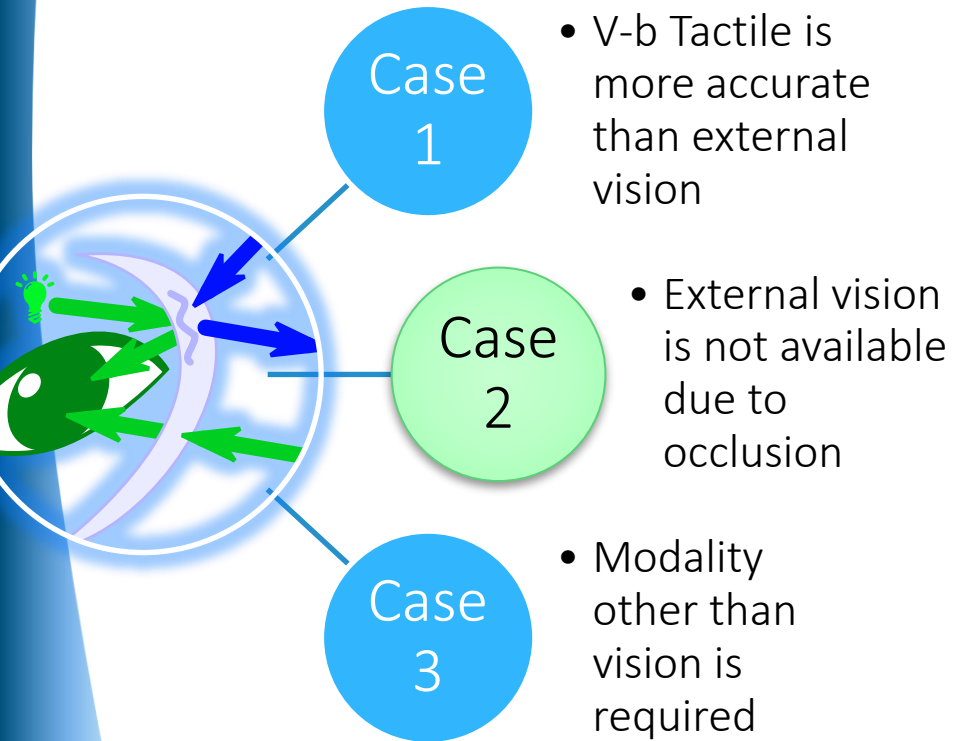 Case
1
• V-b Tactile is
more accurate
than external
vision
Case
2
• External vision
is not available
due to
occlusion
Case
3
• Modality
other than
vision is
required